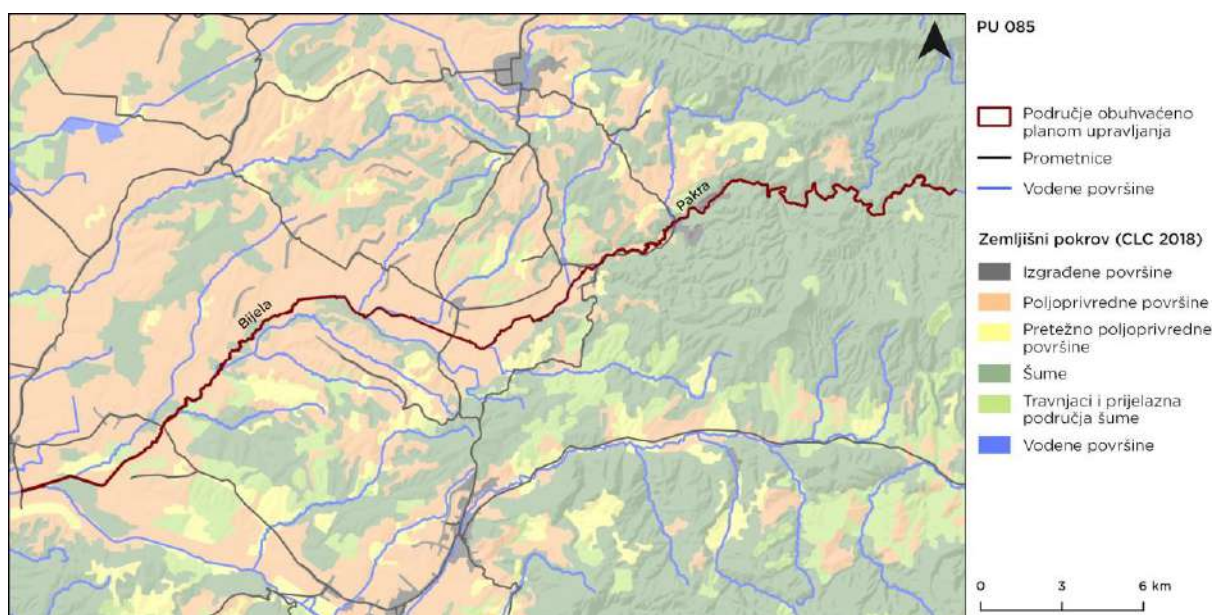 PU 085
Područje obuhvaćeno
planom upravljanja
Prometnice
Vodene površine
Zemljišni pokrov (CLC 2018)
Izgrađene površine
Poljoprivredne površine
Pretežno poljoprivredne
površine
Šume
Travnjaci i prijelazna
područja šume
Vodene površine
0 3 6 km
Pakra
Bijela